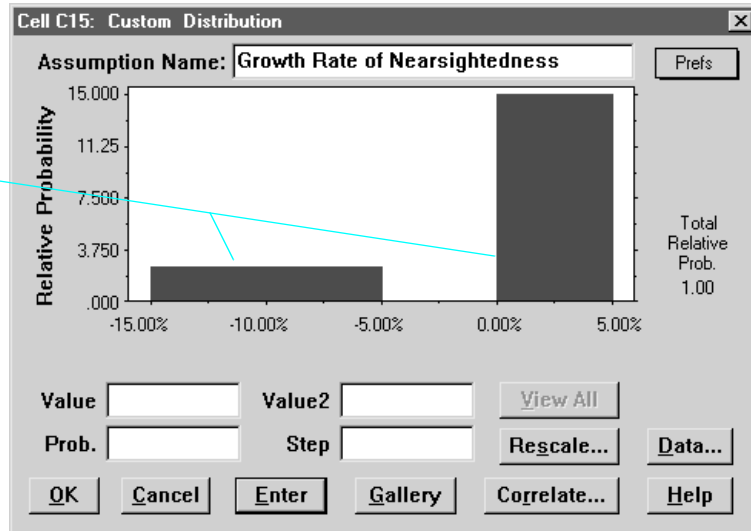 Cell C15: Custom Distribution
Assumption Name: Growth Rate of Nearsightedness
Prefs
Relative Probability
15.000
11.25
7.500
3.750
.000
-15.00%
-10.00%
-5.00%
0.00%
5.00%
Total
Relative
Prob.
1.00
Value
Value2
View All
Prob.
Step
Rescale...
Data...
OK
Cancel
Enter
Gallery
Correlate...
Help